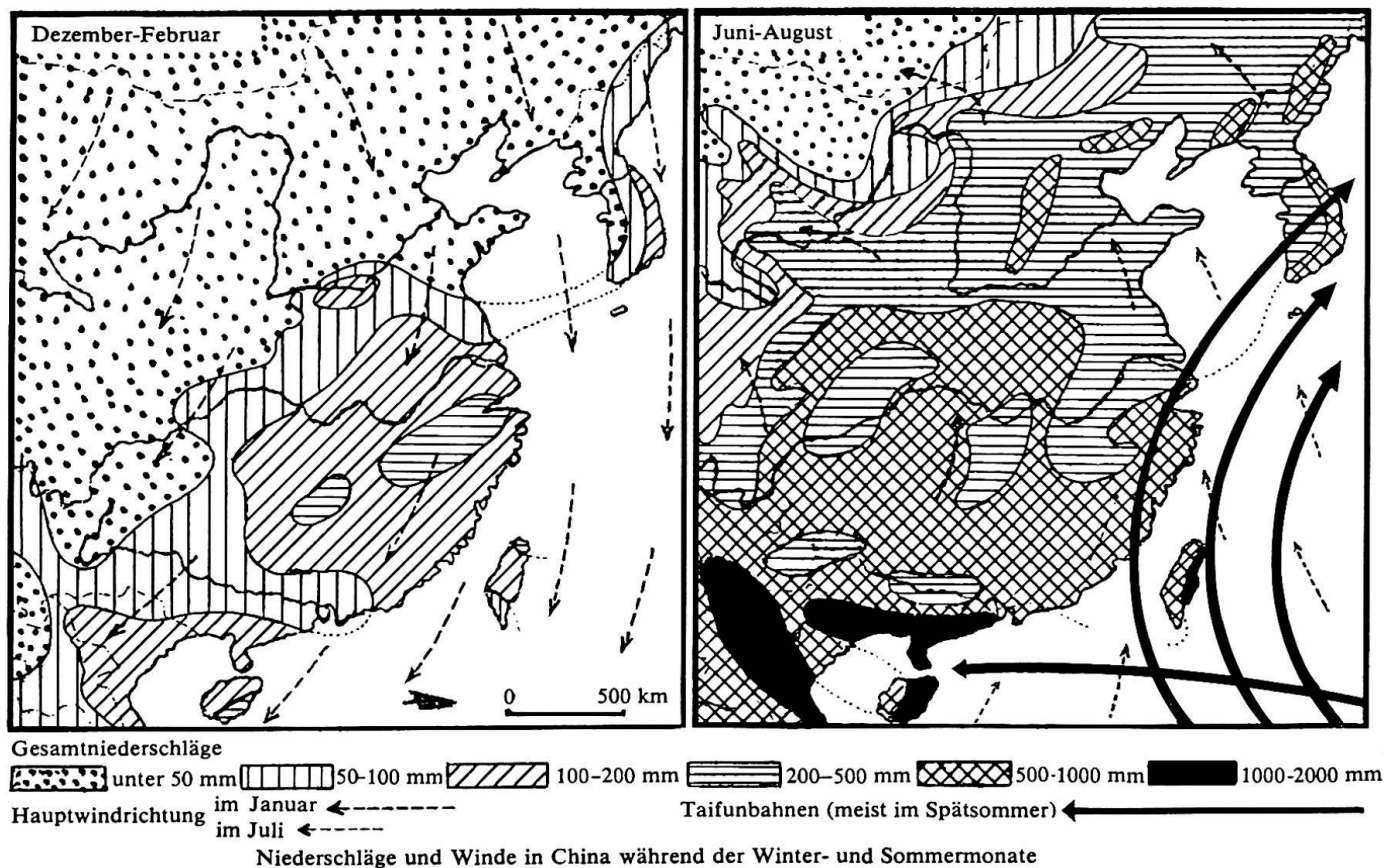 Dezember-Februar
Juni-August
0 500 km
Gesamtniederschläge
unter 50 mm 50-100 mm 100-200 mm 200-500 mm 500-1000 mm 1000-2000 mm
Hauptwindrichtung im Januar
im Juli
Taifunbahnen (meist im Spätsommer)
Niederschläge und Winde in China während der Winter- und Sommermonate